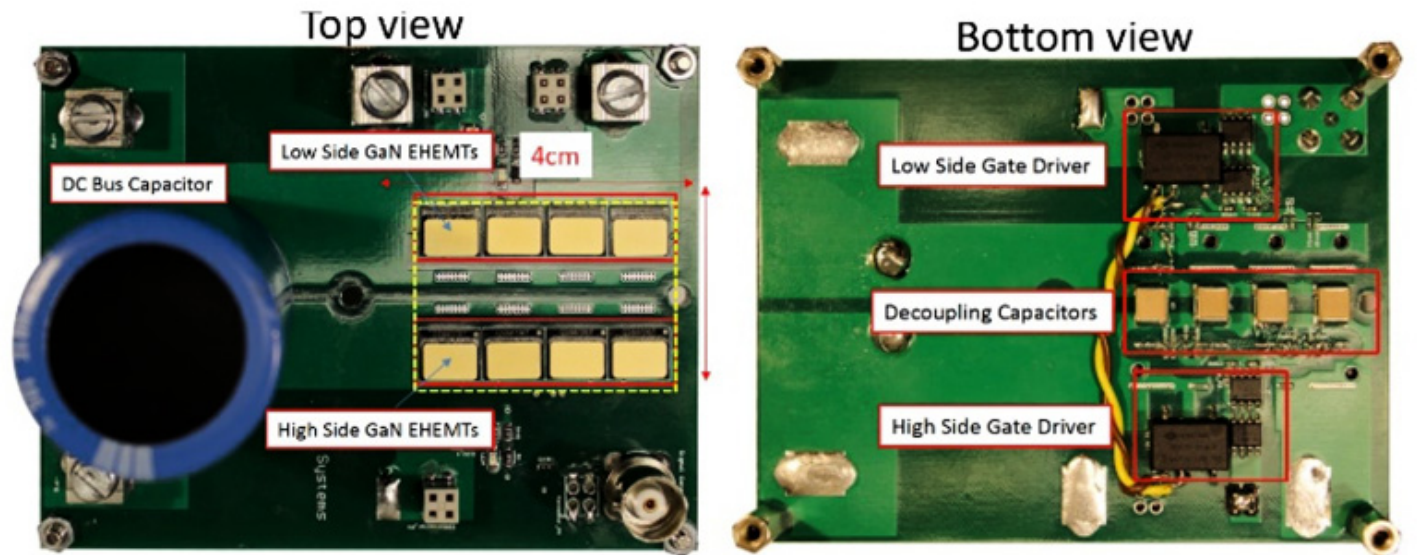 Top view
Bottom view
Low Side GaN EHEMTs
4cm
DC Bus Capacitor
High Side GaN EHEMTs
Systems
Low Side Gate Driver
Decoupling Capacitors
High Side Gate Driver